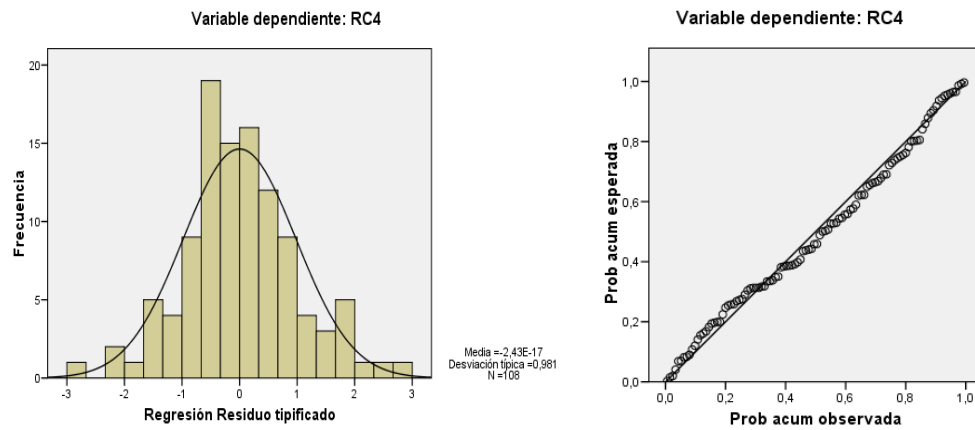 Variable dependiente: RC4
Frecuencia
20
15
10
5
0
-3 -2 -1 0 1 2 3
Regresión Residuo tipificado
Media =-2,43E-17
Desviación típica =0,981
N =108
Variable dependiente: RC4
Prob acum esperada
1,0
0,8
0,6
0,4
0,2
0,0
0,0 0,2 0,4 0,6 0,8 1,0
Prob acum observada